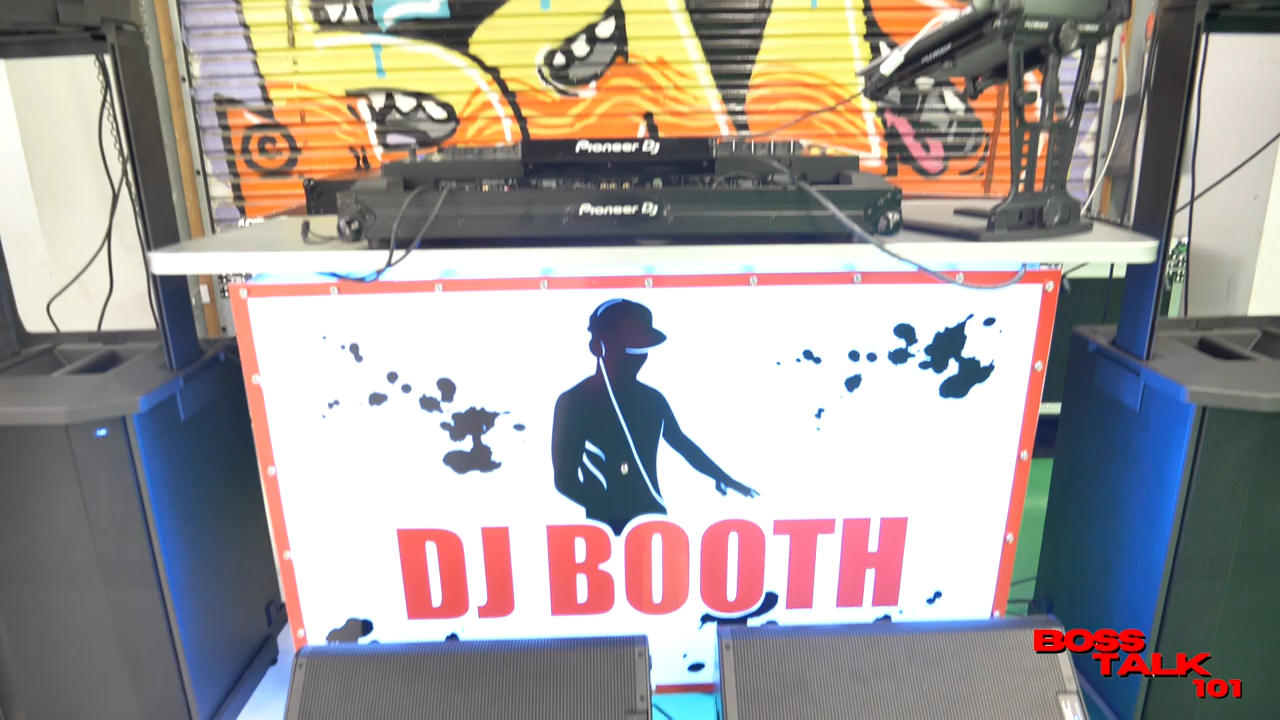 Pioneer DJ
Pioneer DJ
DJ BOOTH
BOSS
TALK
101